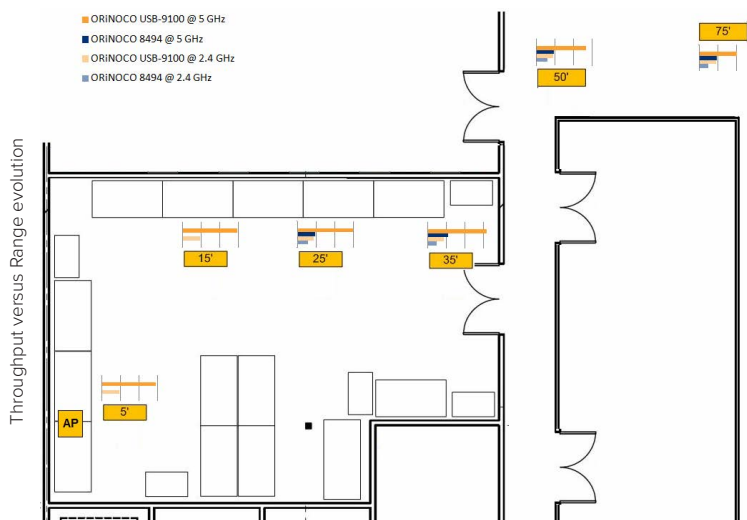 ORiNOCO USB-9100 @ 5 GHz
ORiNOCO 8494 @ 5 GHz
ORiNOCO USB-9100 @ 2.4 GHz
ORiNOCO 8494 @ 2.4 GHz
75'
50'
Throughput versus Range evolution
15'
25'
35'
5'
AP